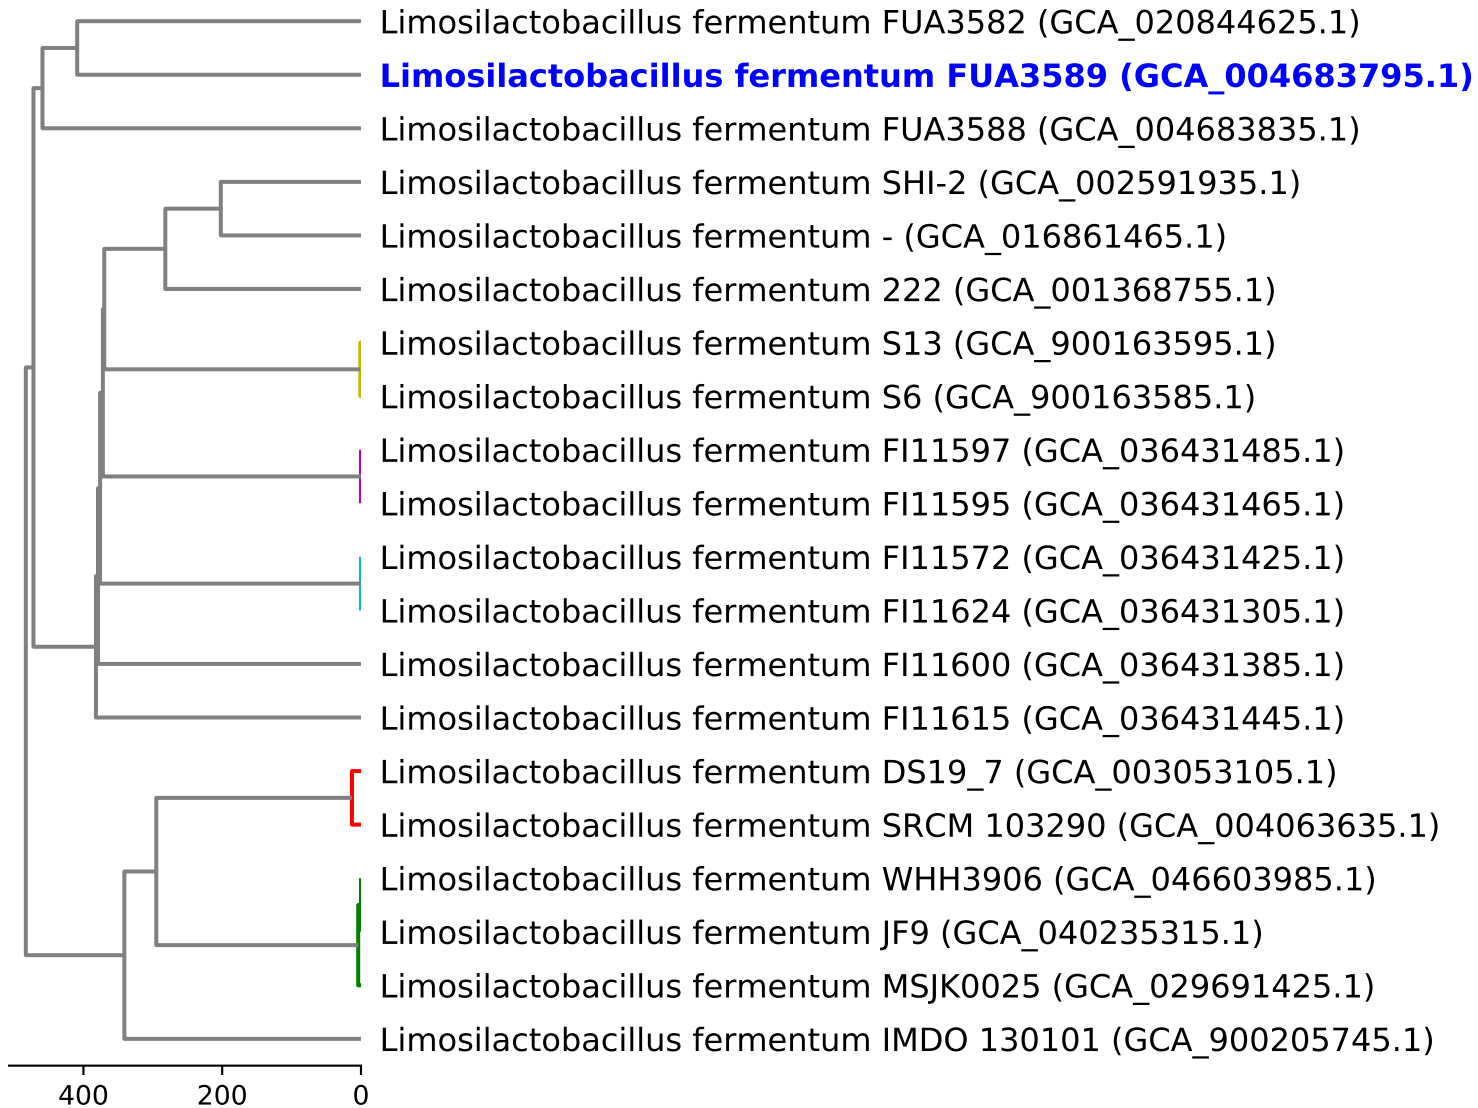 Limosilactobacillus fermentum FUA3582 (GCA_020844625.1)
Limosilactobacillus fermentum FUA3589 (GCA_004683795.1)
Limosilactobacillus fermentum FUA3588 (GCA_004683835.1)
Limosilactobacillus fermentum SHI-2 (GCA_002591935.1)
Limosilactobacillus fermentum - (GCA_016861465.1)
Limosilactobacillus fermentum 222 (GCA_001368755.1)
Limosilactobacillus fermentum S13 (GCA_900163595.1)
Limosilactobacillus fermentum S6 (GCA_900163585.1)
Limosilactobacillus fermentum FI11597 (GCA_036431485.1)
Limosilactobacillus fermentum FI11595 (GCA_036431465.1)
Limosilactobacillus fermentum FI11572 (GCA_036431425.1)
Limosilactobacillus fermentum FI11624 (GCA_036431305.1)
Limosilactobacillus fermentum FI11600 (GCA_036431385.1)
Limosilactobacillus fermentum FI11615 (GCA_036431445.1)
Limosilactobacillus fermentum DS19_7 (GCA_003053105.1)
Limosilactobacillus fermentum SRCM 103290 (GCA_004063635.1)
Limosilactobacillus fermentum WHH3906 (GCA_046603985.1)
Limosilactobacillus fermentum JF9 (GCA_040235315.1)
Limosilactobacillus fermentum MSJK0025 (GCA_029691425.1)
Limosilactobacillus fermentum IMDO 130101 (GCA_900205745.1)
400 200 0